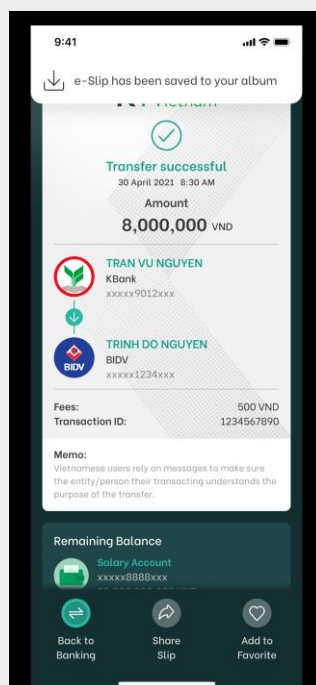 9:41
e-Slip has been saved to your album
Vietnam
Transfer successful
30 April 2021 8:30 AM
Amount
8,000,000 VND
TRAN VU NGUYEN
KBank
xxxxx9012xxx
TRINH DO NGUYEN
BIDV
BIDV
xxxxx1234xxx
Fees: 500 VND
Transaction ID: 1234567890
Memo:
Vietnamese users rely on messages to make sure
the entity/person their transacting understands the
purpose of the transfer.
Remaining Balance
Salary Account
xxxxx8888xxx
Back to
Banking
Share
Slip
Add to
Favorite